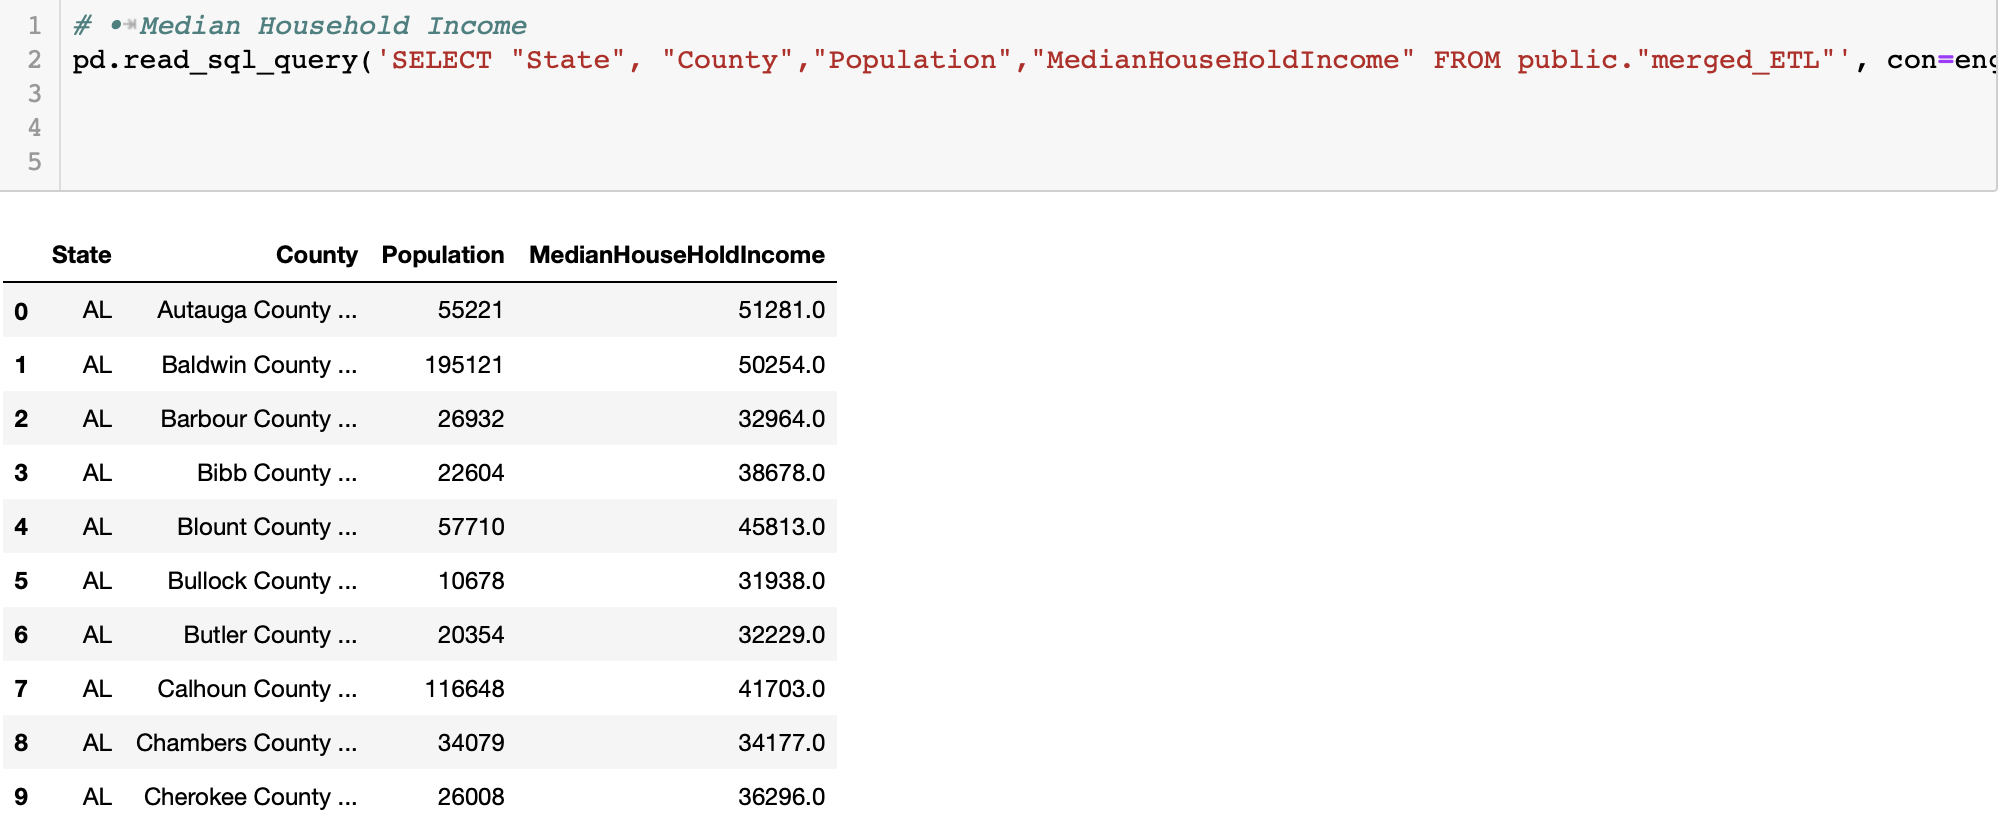 1 # •⇥Median Household Income
2 pd.read_sql_query('SELECT "State", "County","Population","MedianHouseHoldIncome" FROM public."merged_ETL"', con=eng
3
4
5
State County Population MedianHouseHoldIncome
0 AL Autauga County ... 55221 51281.0
1 AL Baldwin County ... 195121 50254.0
2 AL Barbour County ... 26932 32964.0
3 AL Bibb County ... 22604 38678.0
4 AL Blount County ... 57710 45813.0
5 AL Bullock County ... 10678 31938.0
6 AL Butler County ... 20354 32229.0
7 AL Calhoun County ... 116648 41703.0
8 AL Chambers County ... 34079 34177.0
9 AL Cherokee County ... 26008 36296.0